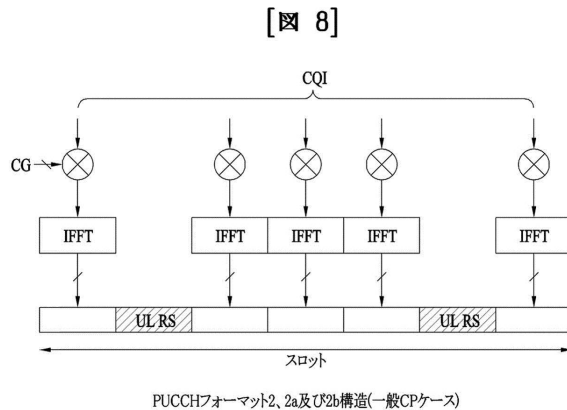 [図 8]
CQI
CG
IFFT IFFT IFFT IFFT IFFT
UL RS UL RS
スロット
PUCCHフォーマット2、2a及び2b構造(一般CPケース)